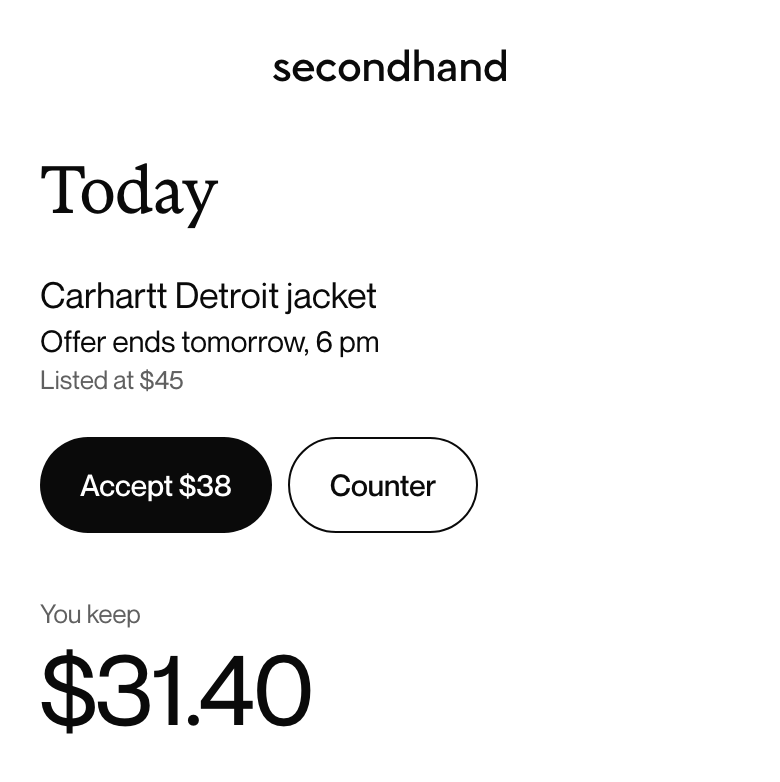 secondhand
Today
Carhartt Detroit jacket
Offer ends tomorrow, 6 pm
Listed at $45
Accept $38
Counter
You keep
$31.40